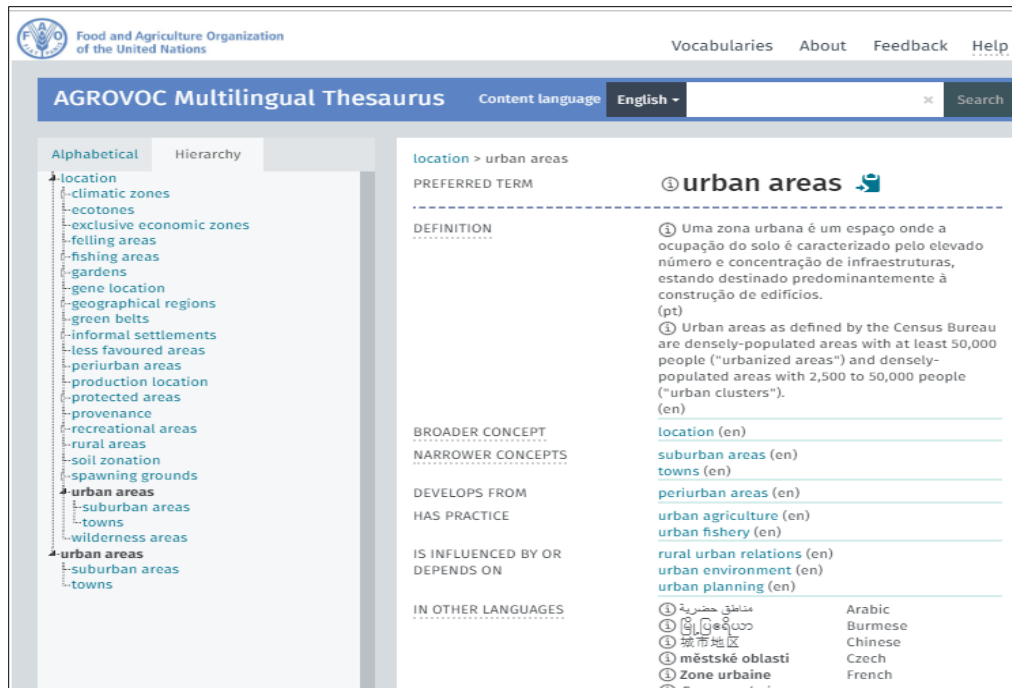 Food and Agriculture Organization
of the United Nations
Vocabularies About Feedback Help
AGROVOC Multilingual Thesaurus Content language English × Search
Alphabetical Hierarchy
location
climatic zones
ecotones
exclusive economic zones
felling areas
fishing areas
gardens
gene location
geographical regions
green belts
informal settlements
less favoured areas
periurban areas
production location
protected areas
provenance
recreational areas
rural areas
soil zonation
spawning grounds
urban areas
suburban areas
towns
wilderness areas
urban areas
suburban areas
towns
location > urban areas
PREFERRED TERM urban areas
DEFINITION Uma zona urbana é um espaço onde a
ocupação do solo é caracterizado pelo elevado
número e concentração de infraestruturas,
estando destinado predominantemente à
construção de edifícios.
(pt)
Urban areas as defined by the Census Bureau
are densely-populated areas with at least 50,000
people ("urbanized areas") and densely-
populated areas with 2,500 to 50,000 people
("urban clusters").
(en)
BROADER CONCEPT location (en)
NARROWER CONCEPTS suburban areas (en)
towns (en)
DEVELOPS FROM periurban areas (en)
HAS PRACTICE urban agriculture (en)
urban fishery (en)
IS INFLUENCED BY OR rural urban relations (en)
DEPENDS ON urban environment (en)
urban planning (en)
IN OTHER LANGUAGES مناطق حضرية Arabic
မြို့ပြဧရိယာ Burmese
城市地区 Chinese
městské oblasti Czech
Zone urbaine French